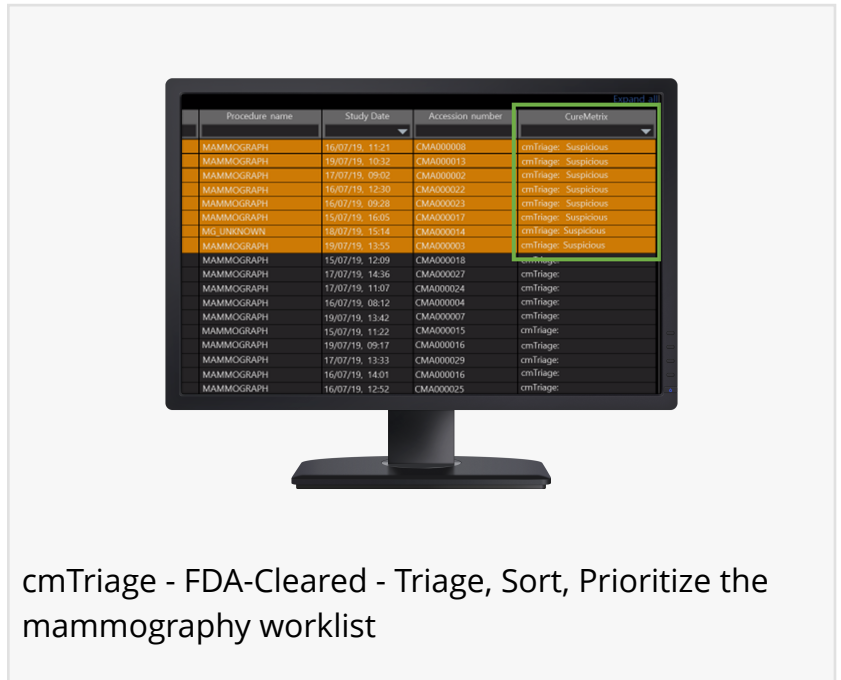 Expand all
Procedure name Study Date Accession number CureMetrix
MAMMOGRAPH 16/07/19, 11:21 CMA000008 cmTriage: Suspicious
MAMMOGRAPH 19/07/19, 10:32 CMA000013 cmTriage: Suspicious
MAMMOGRAPH 17/07/19, 09:02 CMA000002 cmTriage: Suspicious
MAMMOGRAPH 16/07/19, 12:30 CMA000022 cmTriage: Suspicious
MAMMOGRAPH 16/07/19, 09:28 CMA000023 cmTriage: Suspicious
MAMMOGRAPH 15/07/19, 16:05 CMA000017 cmTriage: Suspicious
MG_UNKNOWN 18/07/19, 15:14 CMA000014 cmTriage: Suspicious
MAMMOGRAPH 19/07/19, 13:55 CMA000003 cmTriage: Suspicious
MAMMOGRAPH 15/07/19, 12:09 CMA000018 cmTriage:
MAMMOGRAPH 17/07/19, 14:36 CMA000027 cmTriage:
MAMMOGRAPH 17/07/19, 11:07 CMA000024 cmTriage:
MAMMOGRAPH 16/07/19, 08:12 CMA000004 cmTriage:
MAMMOGRAPH 19/07/19, 13:42 CMA000007 cmTriage:
MAMMOGRAPH 15/07/19, 11:22 CMA000015 cmTriage:
MAMMOGRAPH 19/07/19, 09:17 CMA000016 cmTriage:
MAMMOGRAPH 17/07/19, 13:33 CMA000029 cmTriage:
MAMMOGRAPH 16/07/19, 14:01 CMA000016 cmTriage:
MAMMOGRAPH 16/07/19, 12:52 CMA000025 cmTriage:
cmTriage - FDA-Cleared - Triage, Sort, Prioritize the
mammography worklist